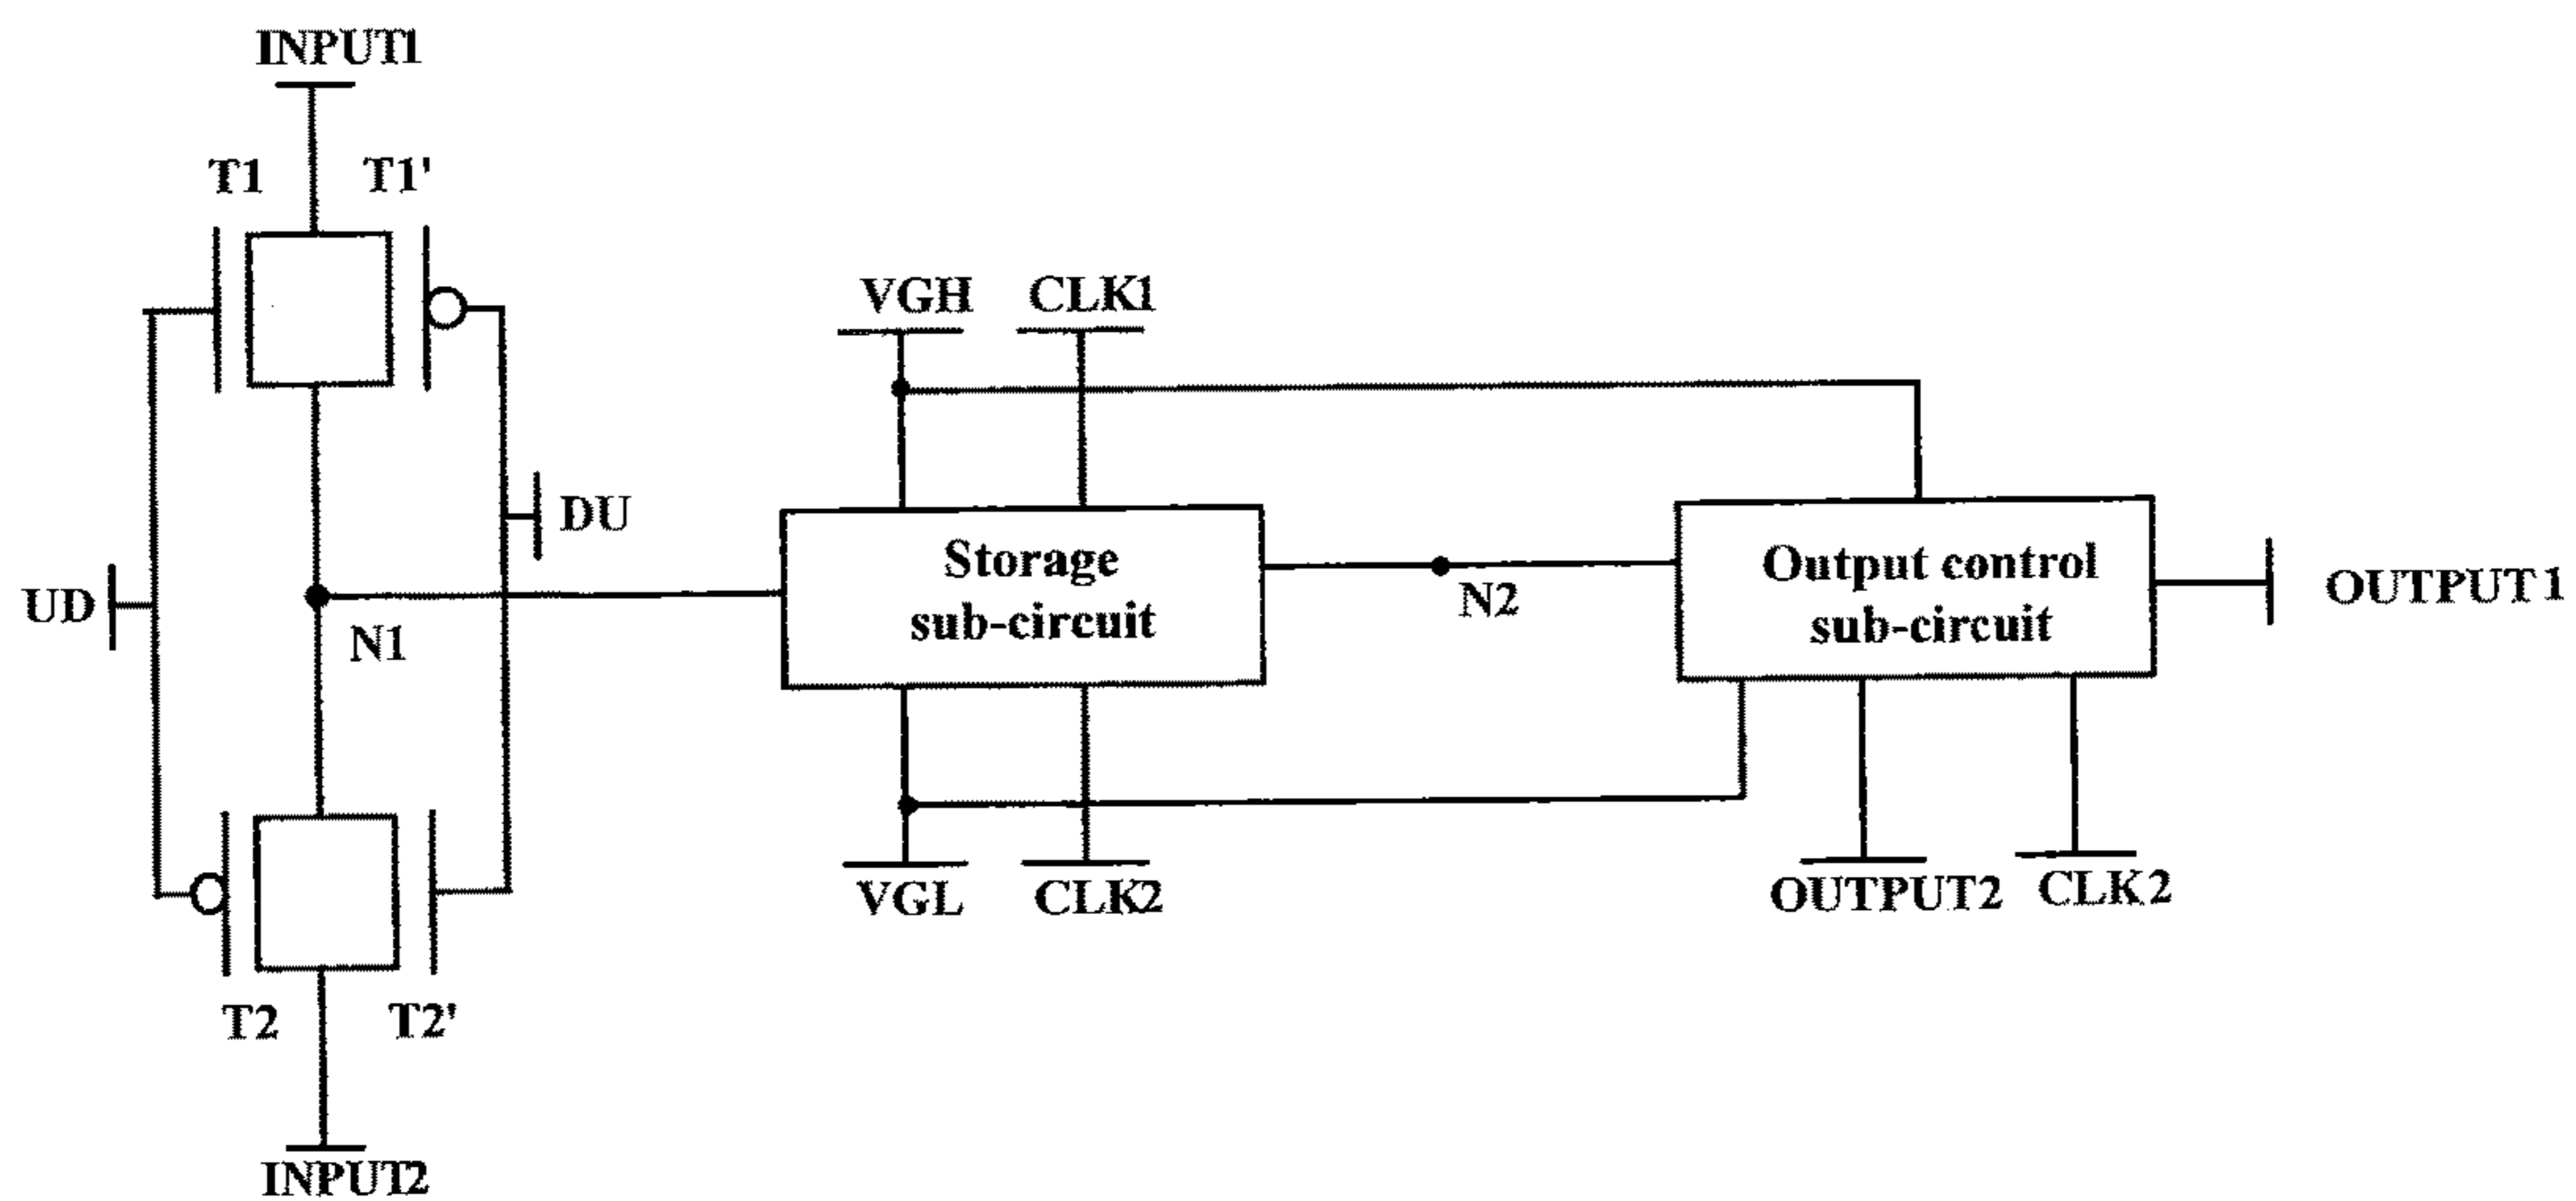 INPUT1
T1
T1'
VGH
CLK1
DU
UD
N1
Storage
sub-circuit
N2
Output control
sub-circuit
OUTPUT1
T2
T2'
VGL
CLK2
OUTPUT2
CLK2
INPUT2